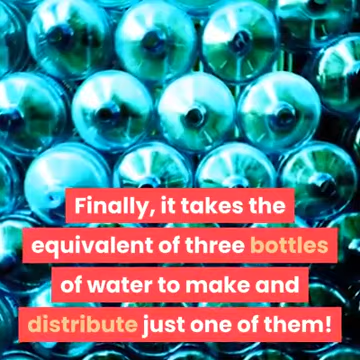 Finally, it takes the
equivalent of three bottles
of water to make and
distribute just one of them!